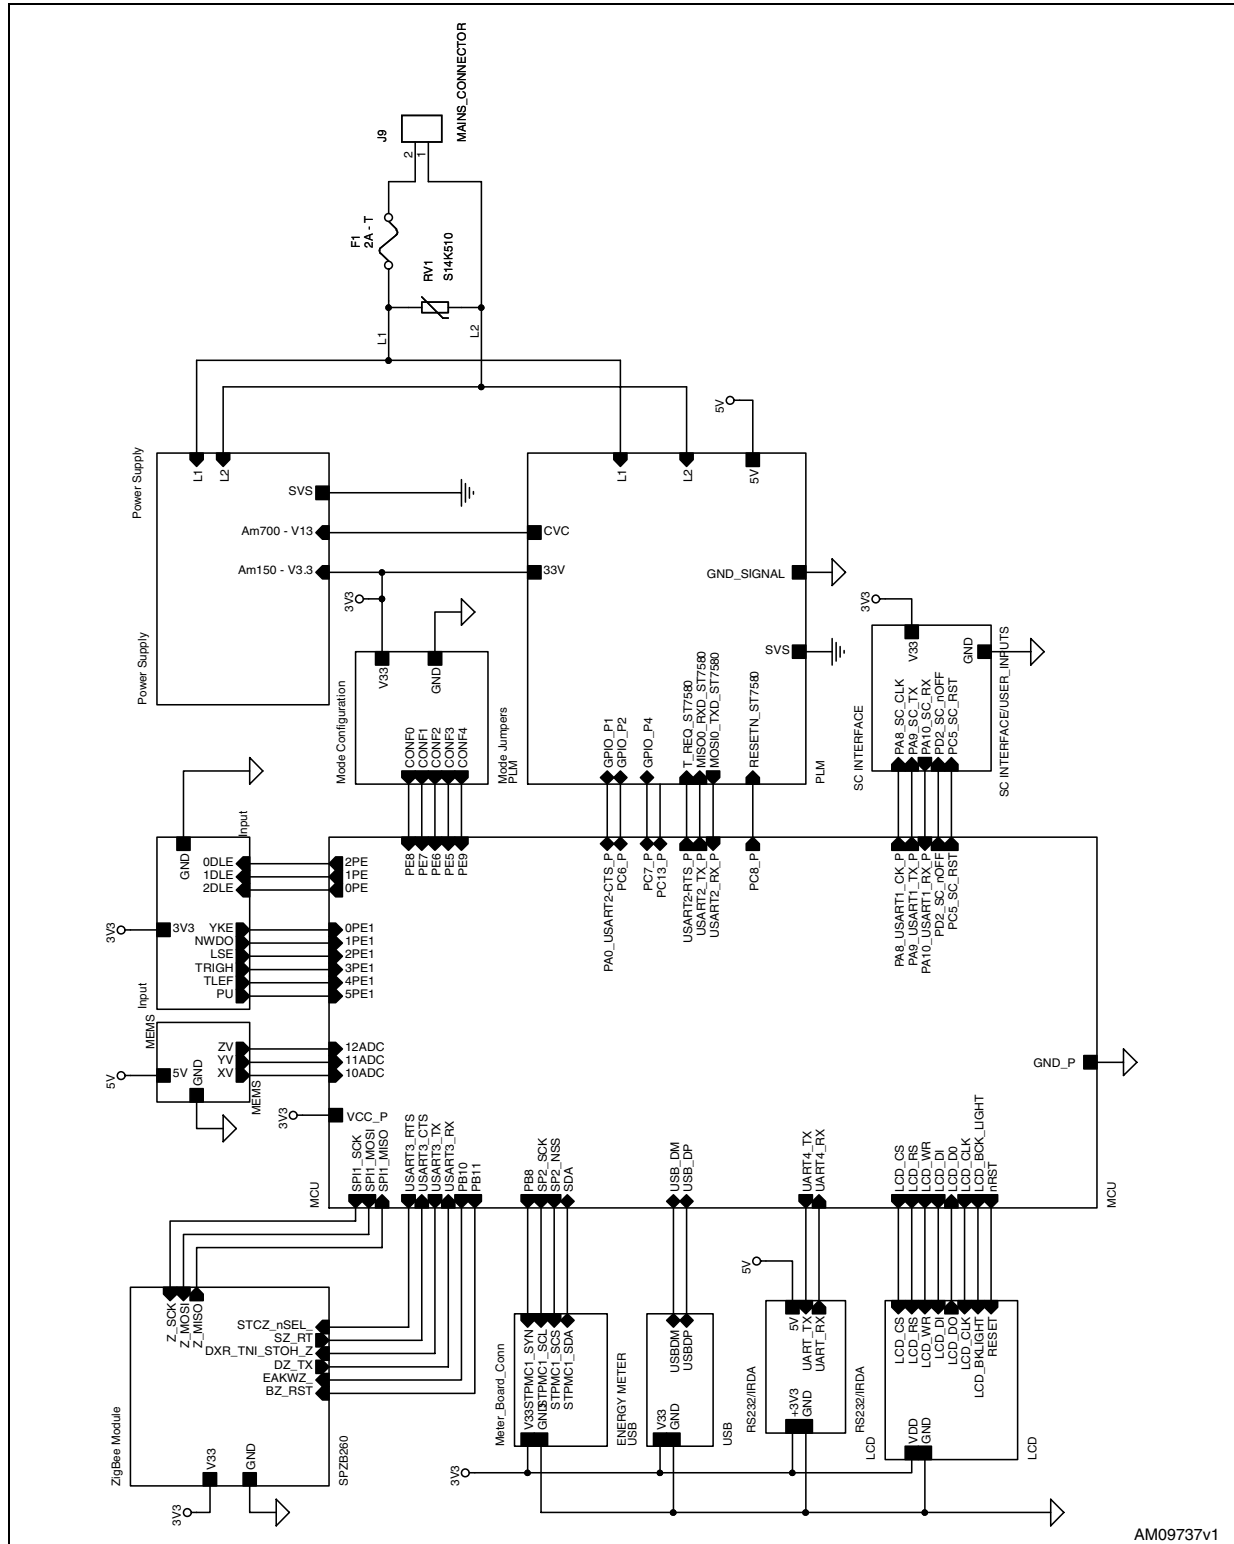 MAINS_CONNECTOR
J9
2
1
F1
2A - T
RV1
S14K510
L1
L2
Power Supply
L1
L2
SVS
Am700 - V13
Am150 - V3.3
Power Supply
5V
L1
L2
5V
CVC
33V
GND_SIGNAL
SVS
GPIO_P1
GPIO_P2
GPIO_P4
T_REQ_ST7580
MISO0_RXD_ST7580
MOSI0_TXD_ST7580
RESETN_ST7580
PLM
3V3
Mode Configuration
V33
GND
CONF0
CONF1
CONF2
CONF3
CONF4
Mode Jumpers
PLM
3V3
SC INTERFACE
V33
GND
PA8_SC_CLK
PA9_SC_TX
PA10_SC_RX
PD2_SC_nOFF
PC5_SC_RST
SC INTERFACE/USER_INPUTS
Input
GND
0DLE
1DLE
2DLE
3V3
3V3
YKE
NWDO
LSE
TRIGH
TLEF
PU
Input
MEMS
5V
5V
GND
ZV
YV
XV
MEMS
2PE
1PE
0PE
0PE1
1PE1
2PE1
3PE1
4PE1
5PE1
12ADC
11ADC
10ADC
3V3
VCC_P
PE8
PE7
PE6
PE5
PE9
PA0_USART2-CTS_P
PC6_P
PC7_P
PC13_P
USART2-RTS_P
USART2_TX_P
USART2_RX_P
PC8_P
PA8_USART1_CK_P
PA9_USART1_TX_P
PA10_USART1_RX_P
PD2_SC_nOFF
PC5_SC_RST
GND_P
MCU
SPI1_SCK
SPI1_MOSI
SPI1_MISO
USART3_RTS
USART3_CTS
USART3_TX
USART3_RX
PB10
PB11
PB8
SP2_SCK
SP2_NSS
SDA
USB_DM
USB_DP
UART4_TX
UART4_RX
LCD_CS
LCD_RS
LCD_WR
LCD_DI
LCD_D0
LCD_CLK
LCD_BCK_LIGHT
nRST
MCU
ZigBee Module
Z_SCK
Z_MOSI
Z_MISO
STCZ_nSEL_
SZ_RT
DXR_TNI_STOH_Z
DZ_TX
EAKWZ_
BZ_RST
V33
GND
3V3
SPZB260
Meter_Board_Conn
V33
STPMC1_SYN
GND
STPMC1_SCL
STPMC1_SCS
STPMC1_SDA
ENERGY METER
USB
USBDM
USBDP
V33
GND
USB
5V
RS232/IRDA
5V
UART_TX
UART_RX
+3V3
GND
RS232/IRDA
LCD
LCD_CS
LCD_RS
LCD_WR
LCD_DI
LCD_DO
LCD_CLK
LCD_BKLIGHT
RESET
VDD
GND
LCD
3V3
AM09737v1